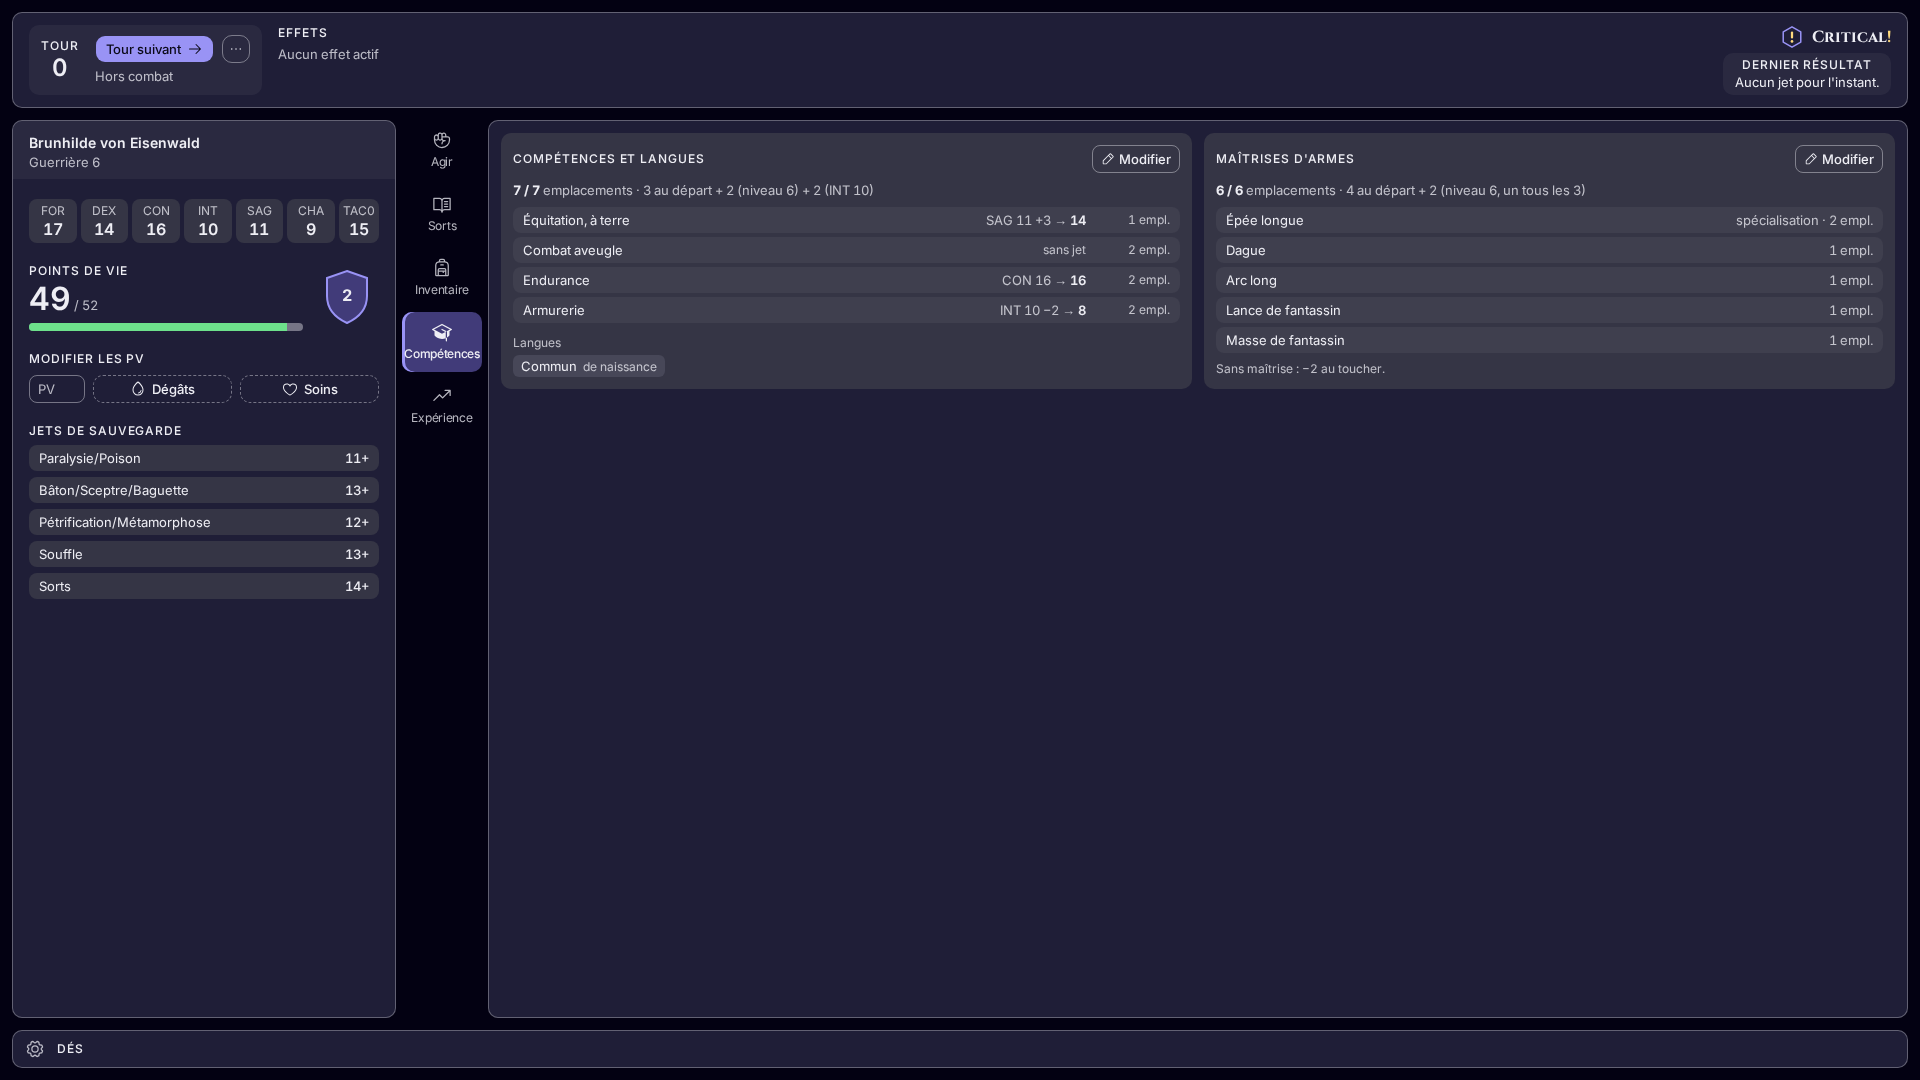 TOUR
0
Tour suivant →
...
Hors combat
EFFETS
Aucun effet actif
CRITICAL!
DERNIER RÉSULTAT
Aucun jet pour l'instant.
Brunhilde von Eisenwald
Guerrière 6
FOR DEX CON INT SAG CHA TAC0
17 14 16 10 11 9 15
POINTS DE VIE
49 / 52
2
MODIFIER LES PV
PV Dégâts Soins
JETS DE SAUVEGARDE
Paralysie/Poison 11+
Bâton/Sceptre/Baguette 13+
Pétrification/Métamorphose 12+
Souffle 13+
Sorts 14+
Agir
Sorts
Inventaire
Compétences
Expérience
COMPÉTENCES ET LANGUES Modifier
7 / 7 emplacements · 3 au départ + 2 (niveau 6) + 2 (INT 10)
Équitation, à terre SAG 11 +3 → 14 1 empl.
Combat aveugle sans jet 2 empl.
Endurance CON 16 → 16 2 empl.
Armurerie INT 10 −2 → 8 2 empl.
Langues
Commun de naissance
MAÎTRISES D'ARMES Modifier
6 / 6 emplacements · 4 au départ + 2 (niveau 6, un tous les 3)
Épée longue spécialisation · 2 empl.
Dague 1 empl.
Arc long 1 empl.
Lance de fantassin 1 empl.
Masse de fantassin 1 empl.
Sans maîtrise : −2 au toucher.
DÉS